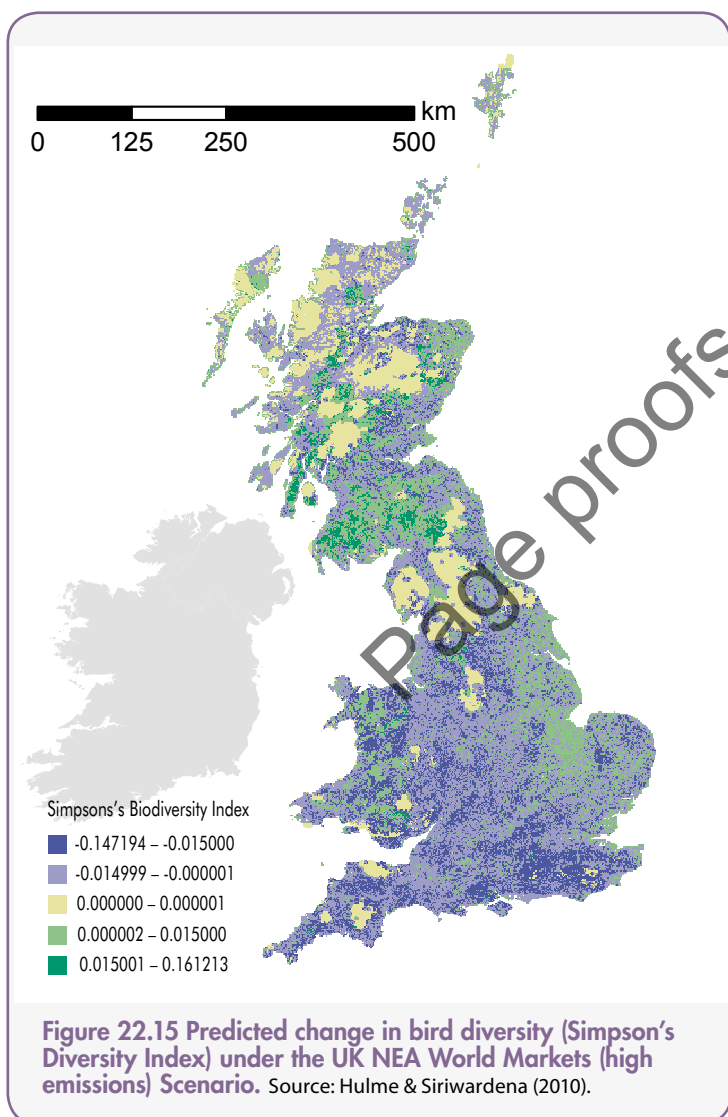 km
0 125 250 500
Page proofs
Simpsons's Biodiversity Index
-0.147194 – -0.015000
-0.014999 – -0.000001
0.000000 – 0.000001
0.000002 – 0.015000
0.015001 – 0.161213
Figure 22.15 Predicted change in bird diversity (Simpson's
Diversity Index) under the UK NEA World Markets (high
emissions) Scenario. Source: Hulme & Siriwardena (2010).